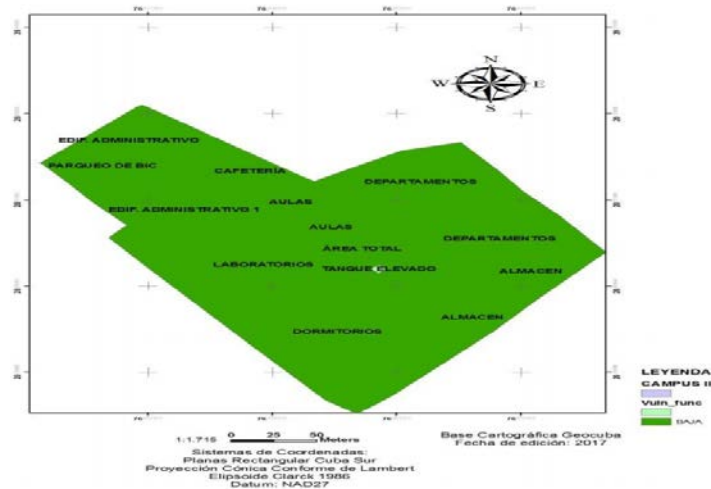 N
W E
S
EDIF. ADMINISTRATIVO
PARQUEO DE BIC
CAFETERÍA
DEPARTAMENTOS
AULAS
EDIF. ADMINISTRATIVO 1
AULAS
DEPARTAMENTOS
ÁREA TOTAL
LABORATORIOS
TANQUE ELEVADO
ALMACEN
ALMACEN
DORMITORIOS
LEYENDA
CAMPUS II
Vuln_func
BAJA
1:1.715 0 25 50 Meters
Sistemas de Coordenadas:
Planas Rectangular Cuba Sur
Proyección Cónica Conforme de Lambert
Elipsoide Clarck 1986
Datum: NAD27
Base Cartográfica Geocuba
Fecha de edición: 2017